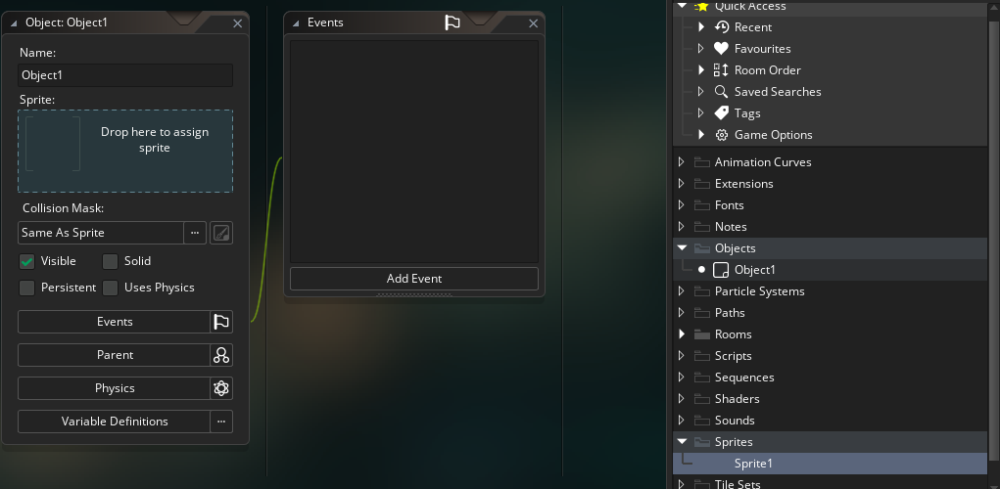 Object: Object1
Name:
Object1
Sprite:
Drop here to assign
sprite
Collision Mask:
Same As Sprite
...
Visible
Solid
Persistent
Uses Physics
Events
Parent
Physics
Variable Definitions
...
Events
Add Event
Quick Access
Recent
Favourites
Room Order
Saved Searches
Tags
Game Options
Animation Curves
Extensions
Fonts
Notes
Objects
Object1
Particle Systems
Paths
Rooms
Scripts
Sequences
Shaders
Sounds
Sprites
Sprite1
Tile Sets